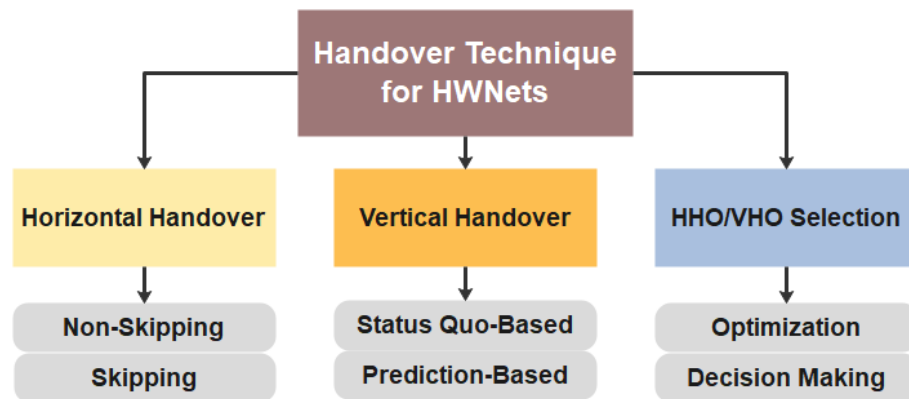 Handover Technique
for HWNets
Horizontal Handover
Vertical Handover
HHO/VHO Selection
Non-Skipping
Skipping
Status Quo-Based
Prediction-Based
Optimization
Decision Making